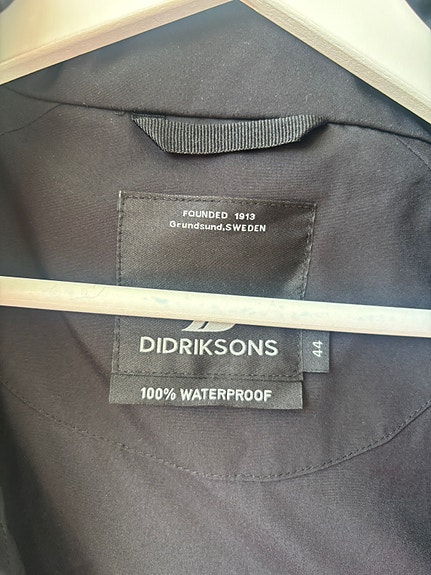 FOUNDED 1913
Grundsund,SWEDEN
DIDRIKSONS
44
100% WATERPROOF